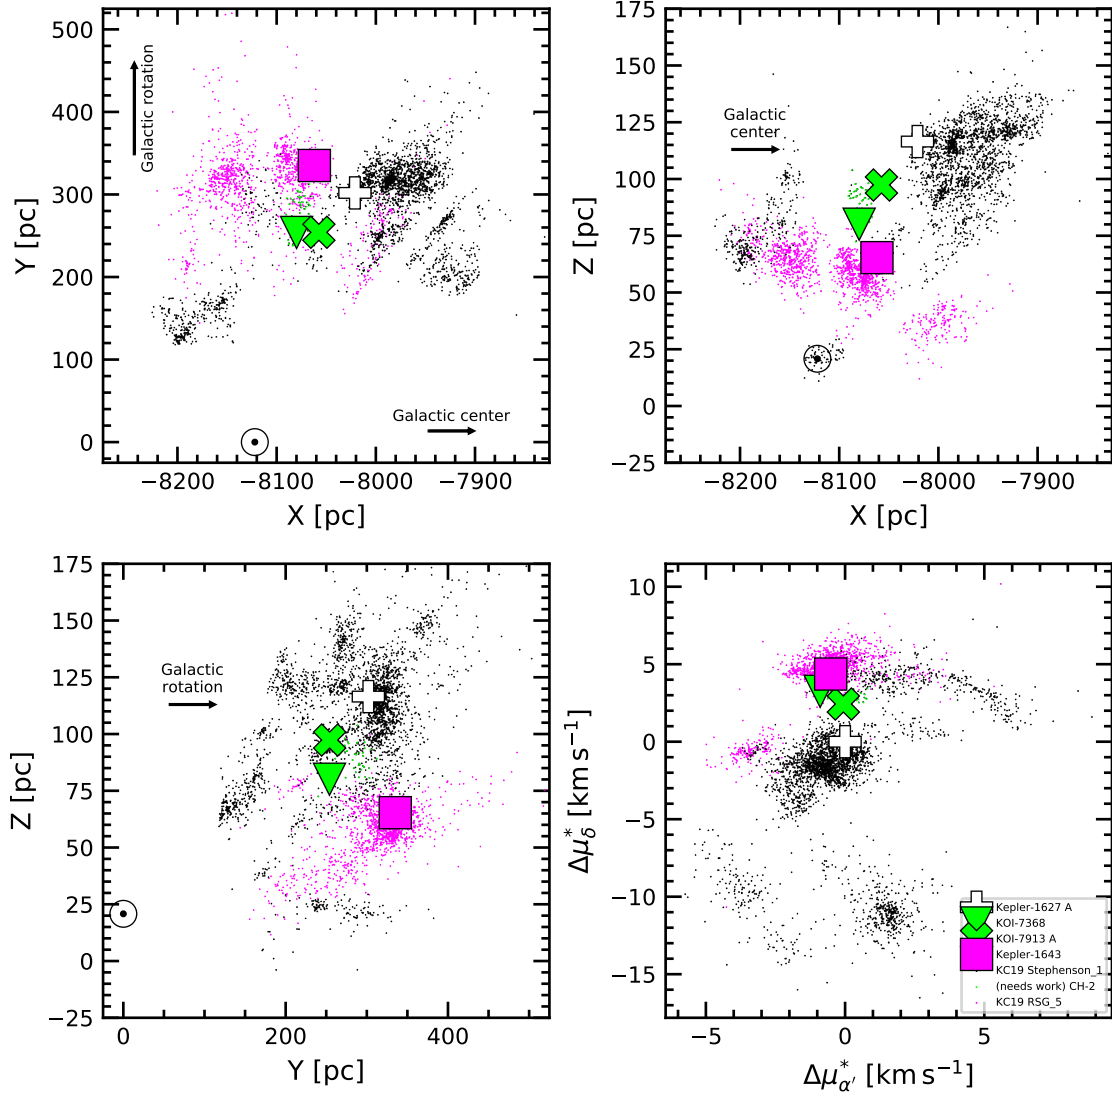 500
400
300
200
100
0
Y [pc]
Galactic rotation
Galactic center
−8200
−8100
−8000
−7900
X [pc]
175
150
125
100
75
50
25
0
−25
Z [pc]
Galactic
center
−8200
−8100
−8000
−7900
X [pc]
175
150
125
100
75
50
25
0
−25
Z [pc]
Galactic
rotation
0
200
400
Y [pc]
10
5
0
−5
−10
−15
Δμ*δ [km s−1]
Kepler-1627 A
KOI-7368
KOI-7913 A
Kepler-1643
KC19 Stephenson_1
(needs work) CH-2
KC19 RSG_5
−5
0
5
Δμ*α′ [km s−1]